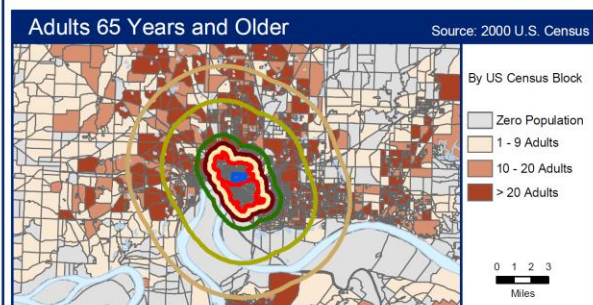 Adults 65 Years and Older
Source: 2000 U.S. Census
By US Census Block
Zero Population
1 - 9 Adults
10 - 20 Adults
> 20 Adults
0 1 2 3
Miles